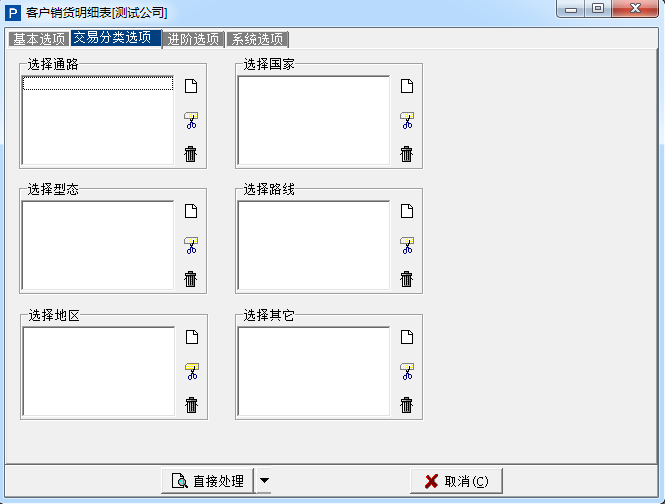 P 客户销货明细表[测试公司]
基本选项 交易分类选项 进阶选项 系统选项
选择通路 选择国家
选择型态 选择路线
选择地区 选择其它
直接处理 取消(C)